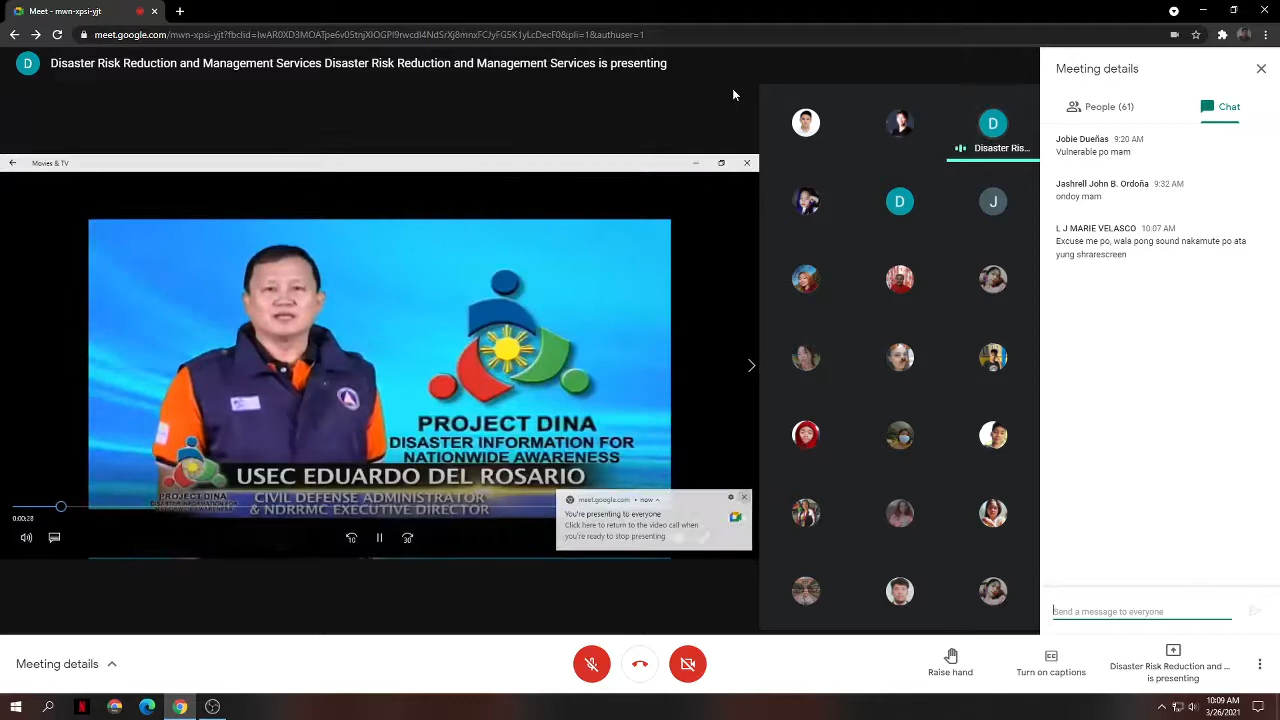 Meet - mwn-xpsi-yjt
meet.google.com/mwn-xpsi-yjt?fbclid=IwAR0XD3MOATpe6v05tnjXIOGPI9rwcdl4NdSrXj8mnxFCJyFG5K1yLcDecF08&pli=1&authuser=1
D
Disaster Risk Reduction and Management Services Disaster Risk Reduction and Management Services is presenting
Movies & TV
PROJECT DINA
DISASTER INFORMATION FOR
NATIONWIDE AWARENESS
USEC EDUARDO DEL ROSARIO
CIVIL DEFENSE ADMINISTRATOR
& NDRRMC EXECUTIVE DIRECTOR
PROJECT DINA
0:00:28
10
30
meet.google.com • now
You're presenting to everyone
Click here to return to the video call when
you're ready to stop presenting
D
Disaster Ris...
D
J
Meeting details
People (61)
Chat
Jobie Dueñas 9:20 AM
Vulnerable po mam
Jashrell John B. Ordoña 9:32 AM
ondoy mam
L J MARIE VELASCO 10:07 AM
Excuse me po, wala pong sound nakamute po ata
yung shrarescreen
Send a message to everyone
Meeting details
Raise hand
Turn on captions
Disaster Risk Reduction and ...
is presenting
10:09 AM
3/26/2021